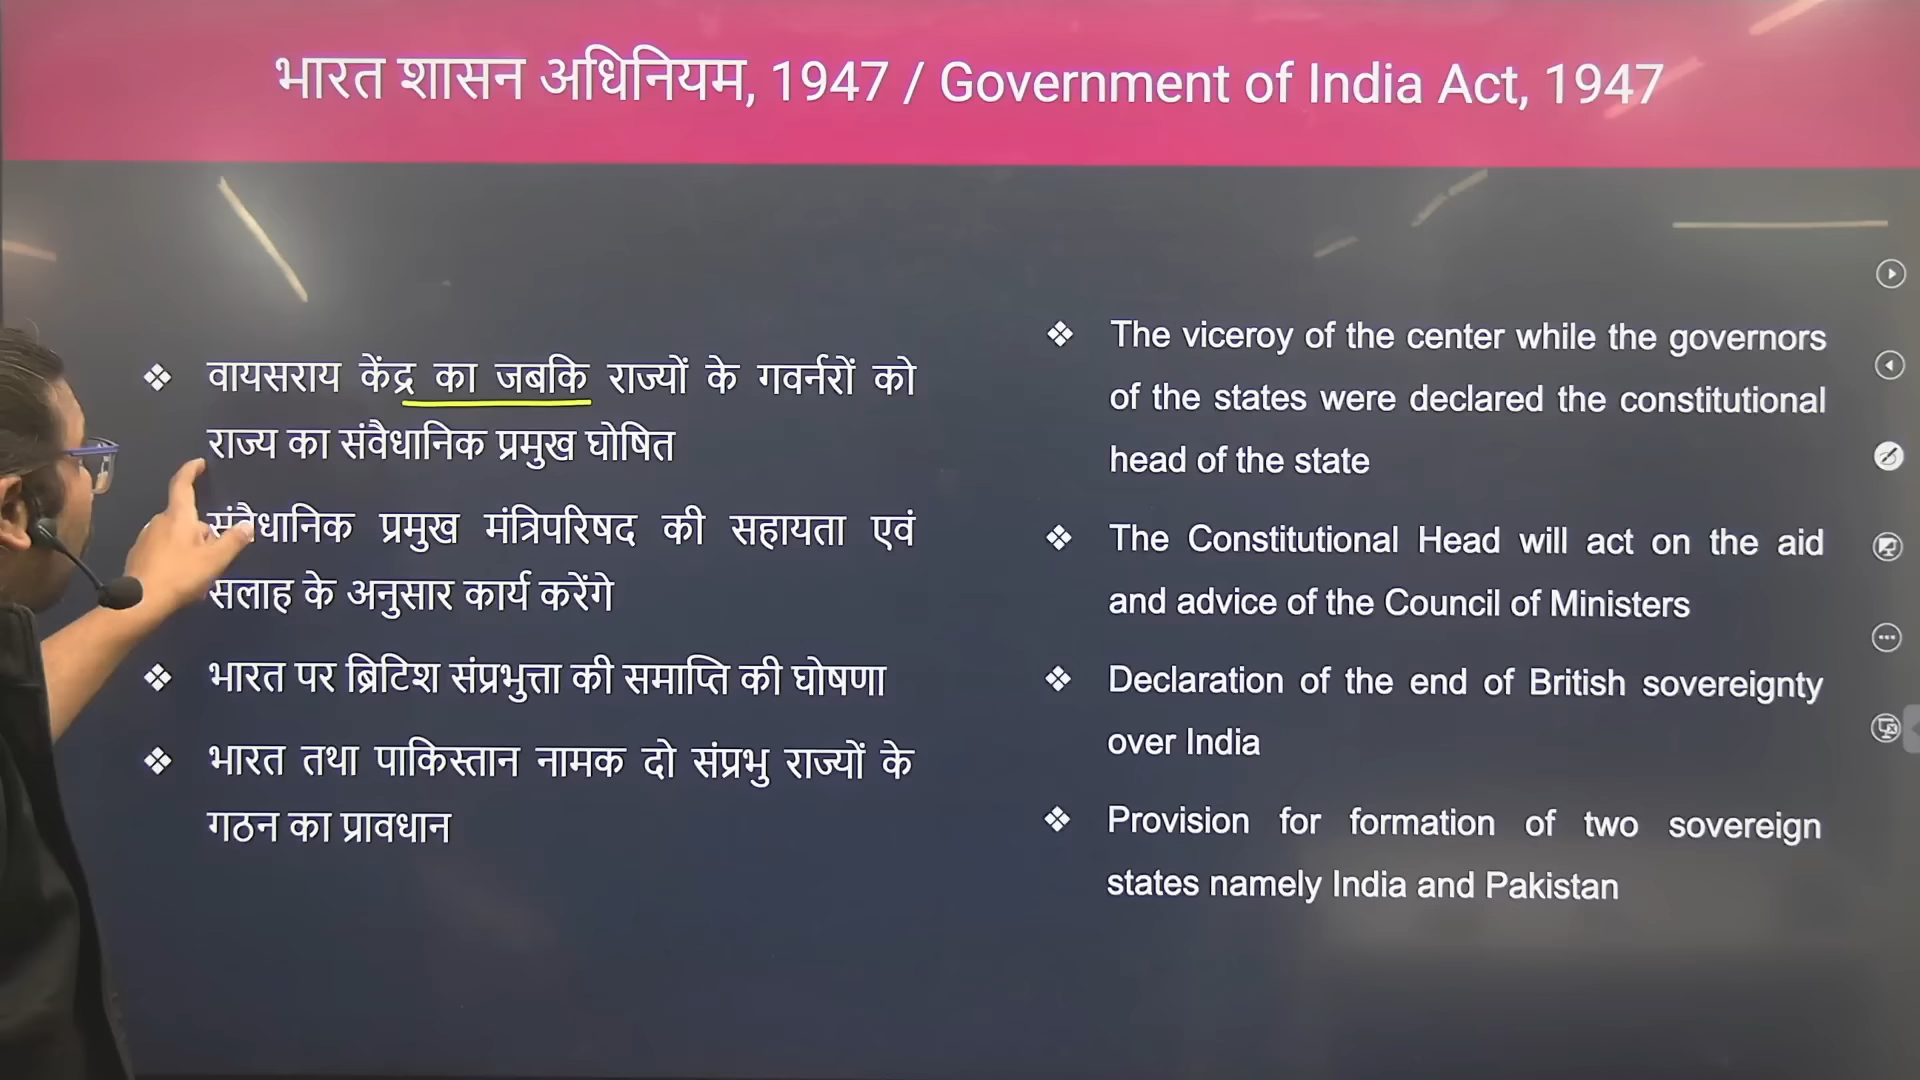 भारत शासन अधिनियम, 1947 / Government of India Act, 1947
❖ वायसराय केंद्र का जबकि राज्यों के गवर्नरों को
राज्य का संवैधानिक प्रमुख घोषित
संवैधानिक प्रमुख मंत्रिपरिषद की सहायता एवं
सलाह के अनुसार कार्य करेंगे
❖ भारत पर ब्रिटिश संप्रभुत्ता की समाप्ति की घोषणा
❖ भारत तथा पाकिस्तान नामक दो संप्रभु राज्यों के
गठन का प्रावधान
❖ The viceroy of the center while the governors
of the states were declared the constitutional
head of the state
❖ The Constitutional Head will act on the aid
and advice of the Council of Ministers
❖ Declaration of the end of British sovereignty
over India
❖ Provision for formation of two sovereign
states namely India and Pakistan